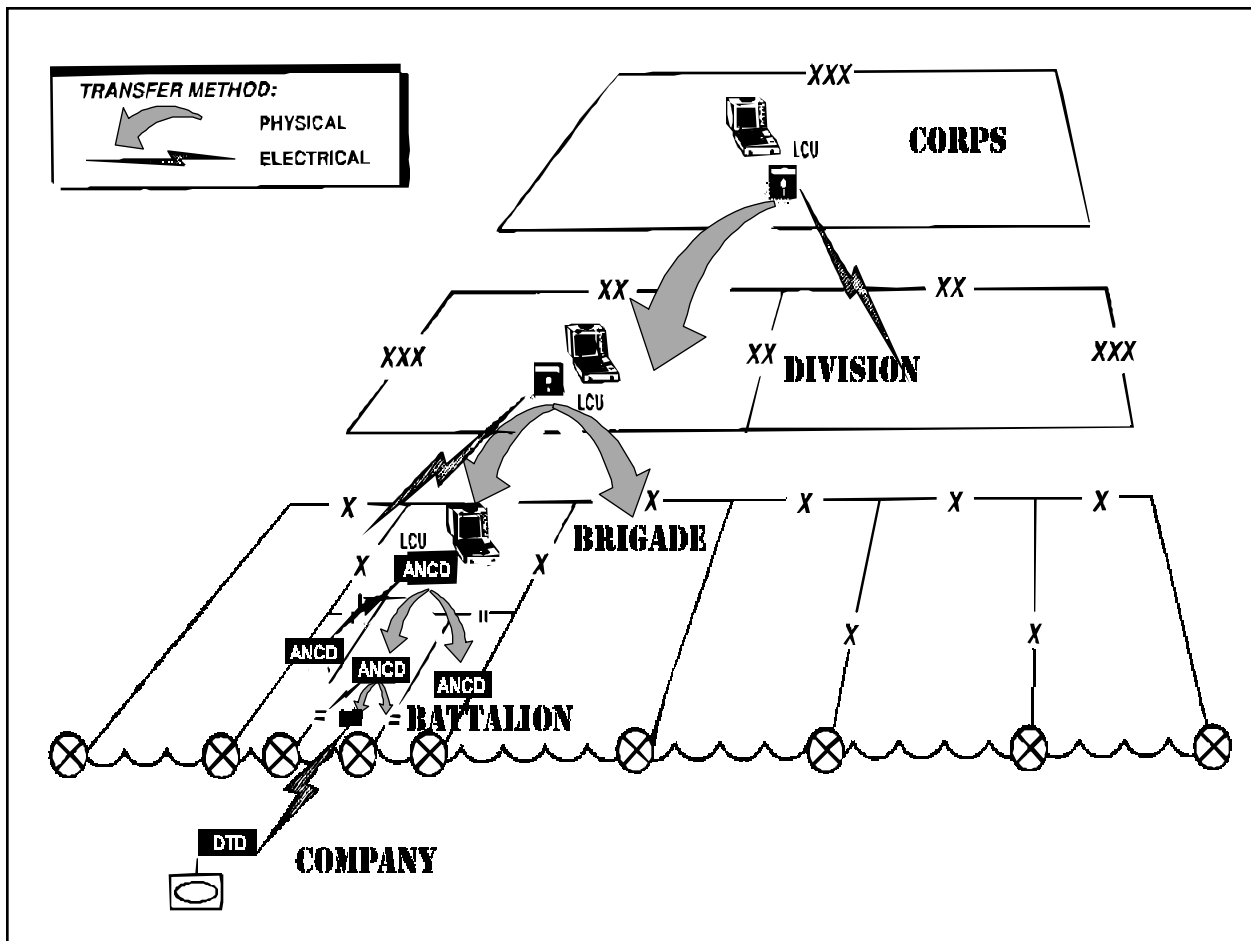 TRANSFER METHOD:
PHYSICAL
ELECTRICAL
XXX
LCU
CORPS
XX
XX
XXX
XX
XXX
DIVISION
LCU
X
X
X
X
X
BRIGADE
LCU
X
X
ANCD
II
ANCD
X
X
ANCD
ANCD
=
=
BATTALION
DTD
COMPANY